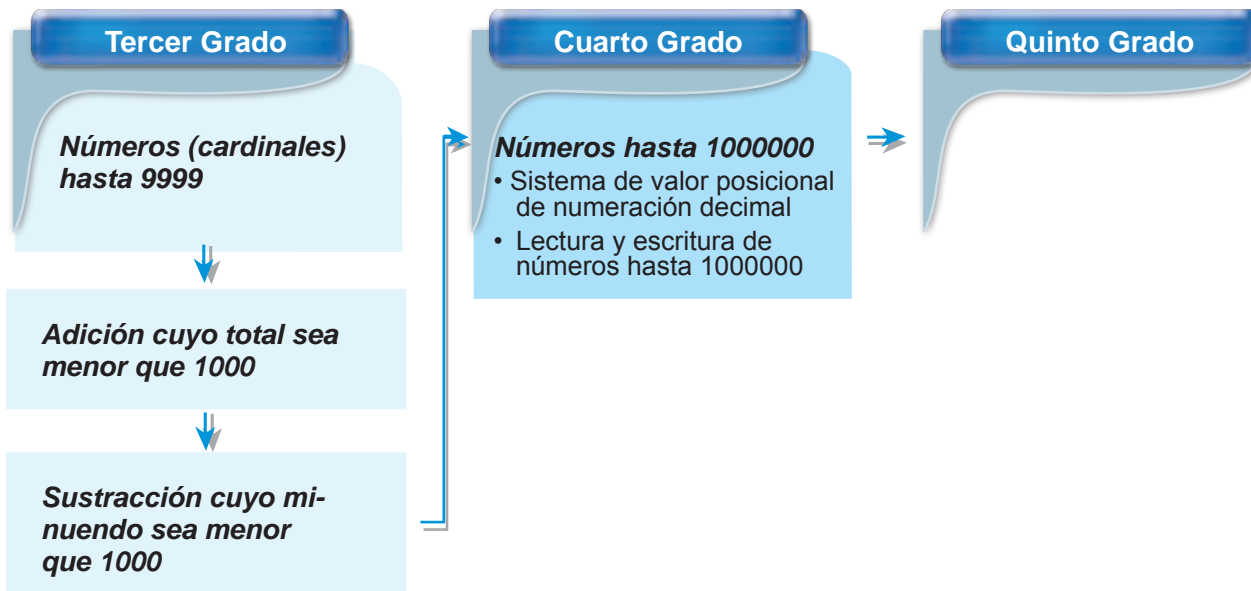 Tercer Grado
Números (cardinales)
hasta 9999
Adición cuyo total sea
menor que 1000
Sustracción cuyo mi-
nuendo sea menor
que 1000
Cuarto Grado
Números hasta 1000000
• Sistema de valor posicional
de numeración decimal
• Lectura y escritura de
números hasta 1000000
Quinto Grado